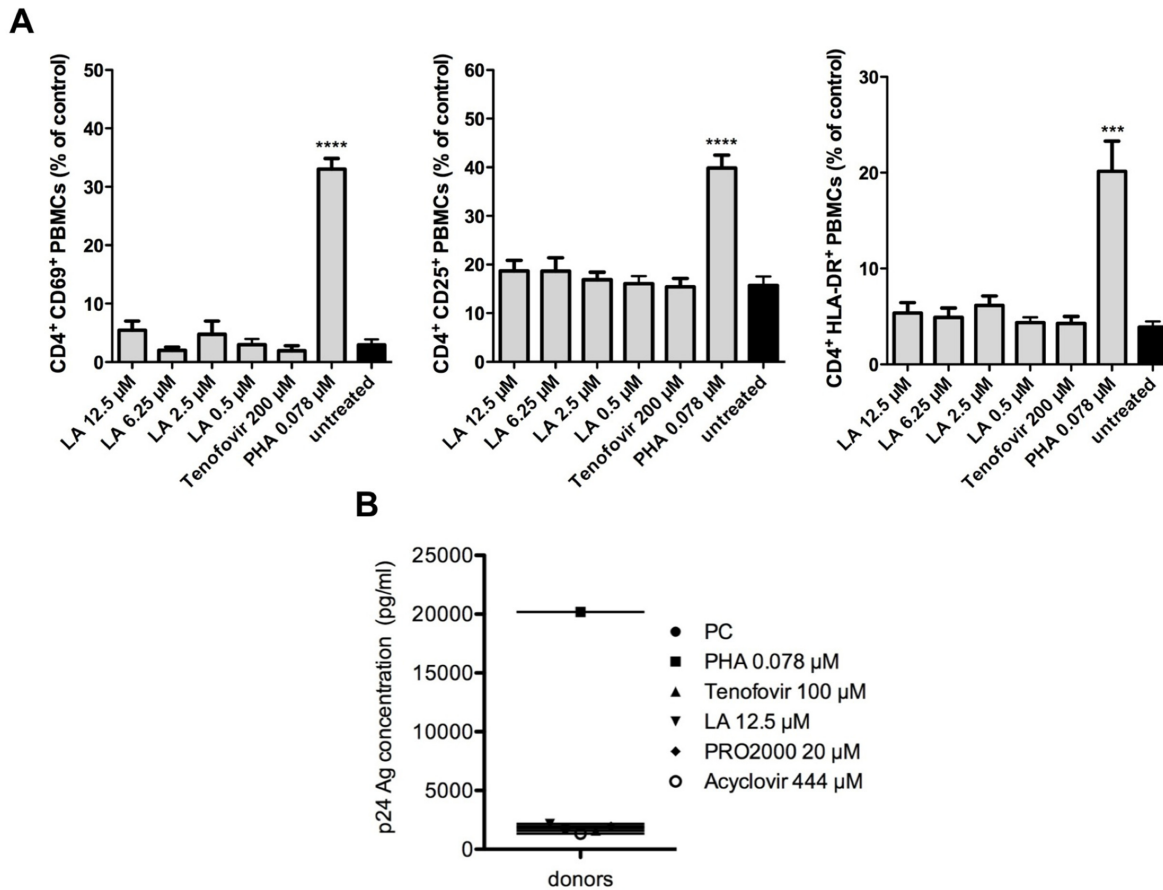 A
CD4+ CD69+ PBMCs (% of control)
50
40
30
20
10
0
****
LA 12.5 µM
LA 6.25 µM
LA 2.5 µM
LA 0.5 µM
Tenofovir 200 µM
PHA 0.078 µM
untreated
CD4+ CD25+ PBMCs (% of control)
60
50
40
30
20
10
0
****
LA 12.5 µM
LA 6.25 µM
LA 2.5 µM
LA 0.5 µM
Tenofovir 200 µM
PHA 0.078 µM
untreated
CD4+ HLA-DR+ PBMCs (% of control)
30
20
10
0
***
LA 12.5 µM
LA 6.25 µM
LA 2.5 µM
LA 0.5 µM
Tenofovir 200 µM
PHA 0.078 µM
untreated
B
p24 Ag concentration (pg/ml)
25000
20000
15000
10000
5000
0
donors
PC
PHA 0.078 µM
Tenofovir 100 µM
LA 12.5 µM
PRO2000 20 µM
Acyclovir 444 µM